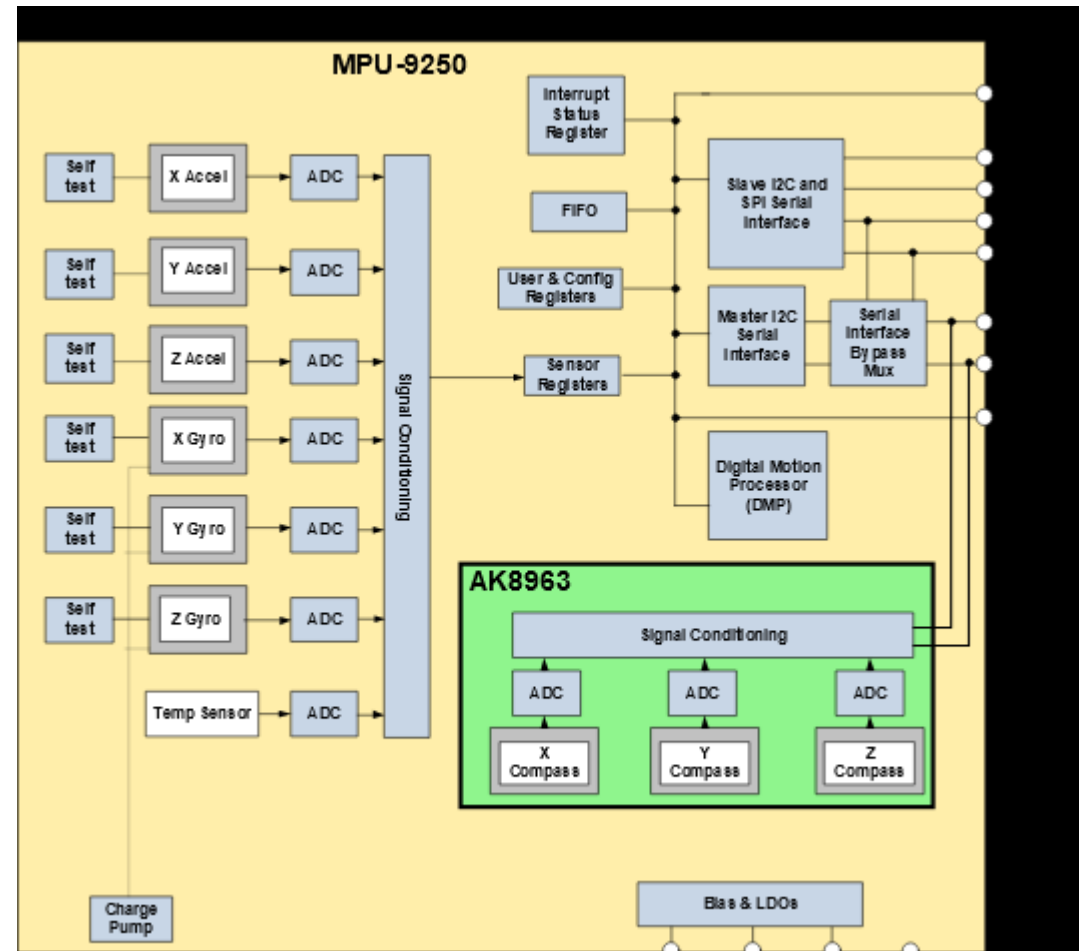 MPU-9250
Interrupt
Status
Register
Self
test
X Accel
ADC
Slave I2C and
SPI Serial
Interface
FIFO
Self
test
Y Accel
ADC
User & Config
Registers
Master I2C
Serial
Interface
Serial
Interface
Bypass
Mux
Self
test
Z Accel
ADC
Sensor
Registers
Signal Conditioning
Self
test
X Gyro
ADC
Digital Motion
Processor
(DMP)
Self
test
Y Gyro
ADC
AK8963
Self
test
Z Gyro
ADC
Signal Conditioning
Temp Sensor
ADC
ADC
ADC
ADC
X
Compass
Y
Compass
Z
Compass
Charge
Pump
Bias & LDOs